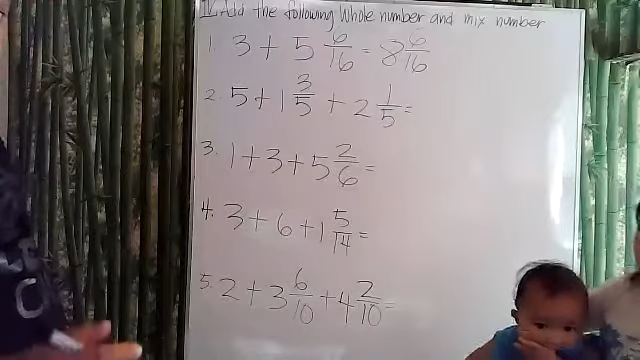 IV. Add the following Whole number and mix number
1. 3 + 5 6/16 = 8 6/16
2. 5 + 1 3/5 + 2 1/5 =
3. 1 + 3 + 5 2/6 =
4. 3 + 6 + 1 5/14 =
5. 2 + 3 6/10 + 4 2/10 =